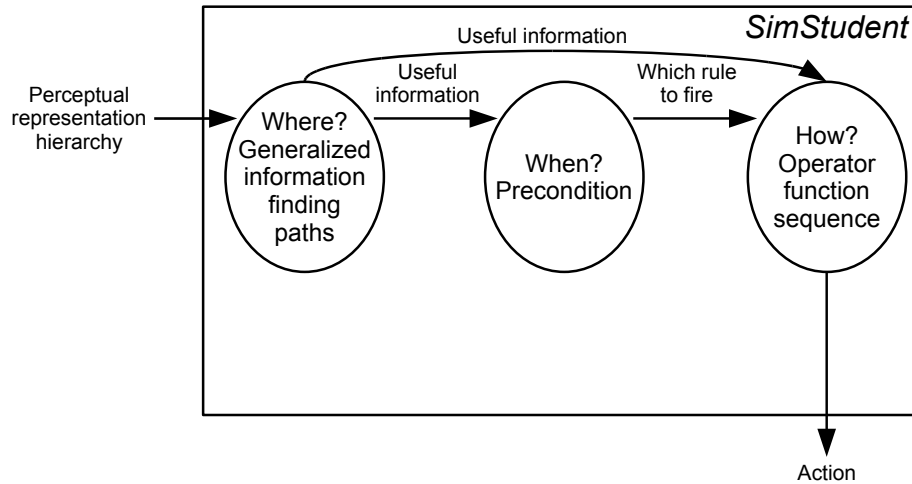 SimStudent
Useful information
Perceptual
representation
hierarchy
Where?
Generalized
information
finding
paths
Useful
information
When?
Precondition
Which rule
to fire
How?
Operator
function
sequence
Action